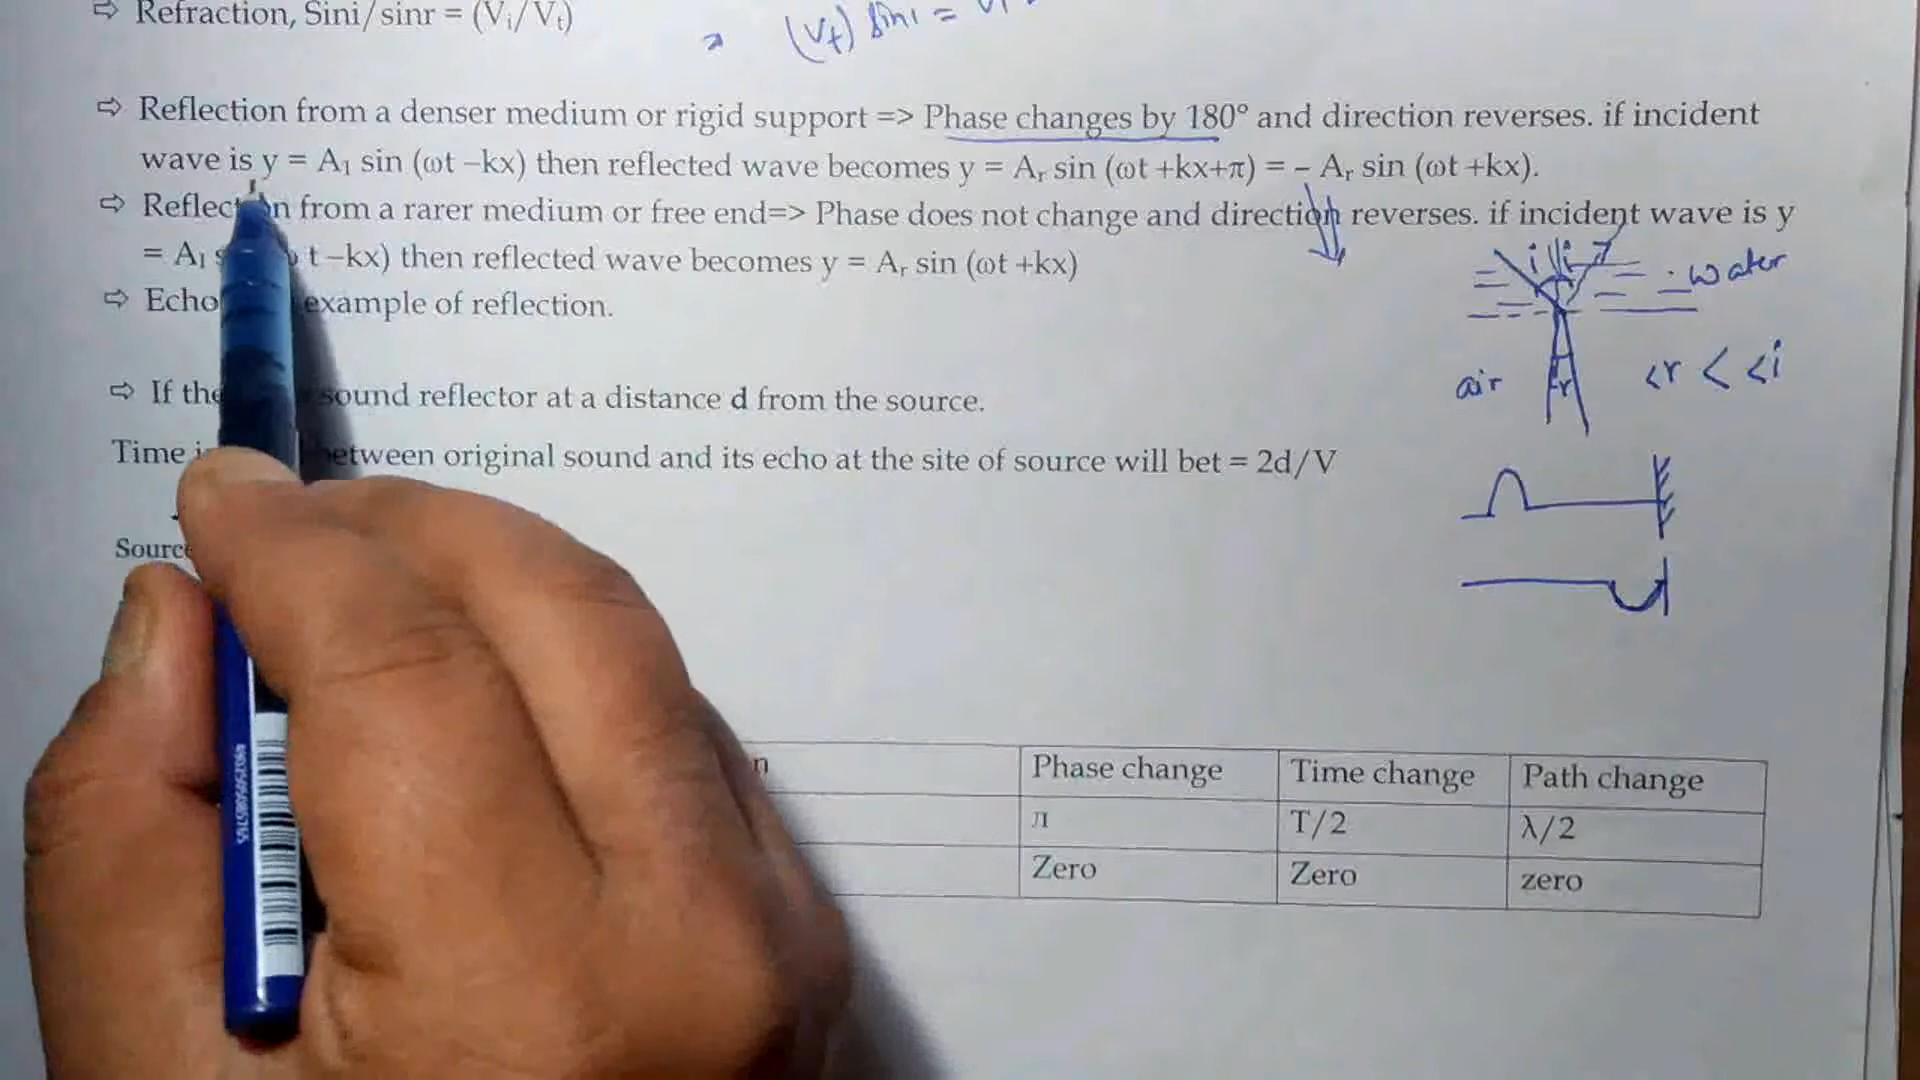 ⇨ Refraction, Sini/sinr = (Vᵢ/Vₜ)
(Vt) sini =
⇨ Reflection from a denser medium or rigid support => Phase changes by 180° and direction reverses. if incident
wave is y = A₁ sin (ωt –kx) then reflected wave becomes y = Aᵣ sin (ωt +kx+π) = – Aᵣ sin (ωt +kx).
⇨ Reflection from a rarer medium or free end=> Phase does not change and direction reverses. if incident wave is y
= A₁ t –kx) then reflected wave becomes y = Aᵣ sin (ωt +kx)
⇨ Echo example of reflection.
i i water
air r <r < <i
⇨ If the sound reflector at a distance d from the source.
Time between original sound and its echo at the site of source will bet = 2d/V
Source
Phase change Time change Path change
π T/2 λ/2
Zero Zero zero